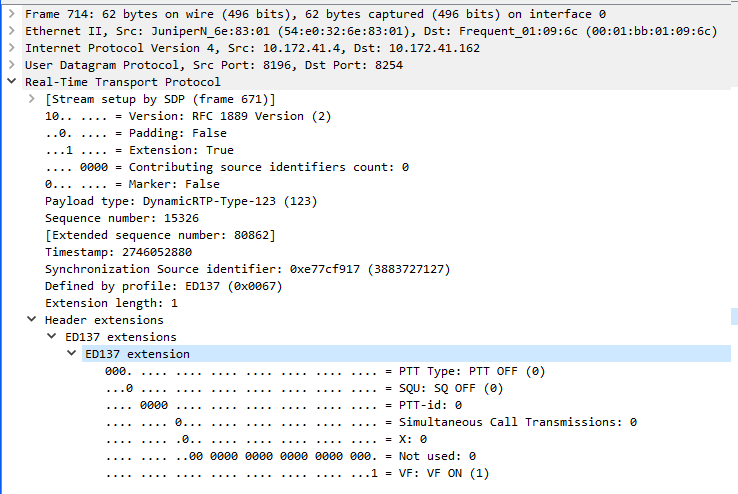 Frame 714: 62 bytes on wire (496 bits), 62 bytes captured (496 bits) on interface 0
Ethernet II, Src: JuniperN_6e:83:01 (54:e0:32:6e:83:01), Dst: Frequent_01:09:6c (00:01:bb:01:09:6c)
Internet Protocol Version 4, Src: 10.172.41.4, Dst: 10.172.41.162
User Datagram Protocol, Src Port: 8196, Dst Port: 8254
Real-Time Transport Protocol
[Stream setup by SDP (frame 671)]
10.. .... = Version: RFC 1889 Version (2)
..0. .... = Padding: False
...1 .... = Extension: True
.... 0000 = Contributing source identifiers count: 0
0... .... = Marker: False
Payload type: DynamicRTP-Type-123 (123)
Sequence number: 15326
[Extended sequence number: 80862]
Timestamp: 2746052880
Synchronization Source identifier: 0xe77cf917 (3883727127)
Defined by profile: ED137 (0x0067)
Extension length: 1
Header extensions
ED137 extensions
ED137 extension
000. .... .... .... .... .... .... .... = PTT Type: PTT OFF (0)
...0 .... .... .... .... .... .... .... = SQU: SQ OFF (0)
.... 0000 .... .... .... .... .... .... = PTT-id: 0
.... .... 0... .... .... .... .... .... = Simultaneous Call Transmissions: 0
.... .... .0.. .... .... .... .... .... = X: 0
.... .... ..00 0000 0000 0000 0000 000. = Not used: 0
.... .... .... .... .... .... .... ...1 = VF: VF ON (1)